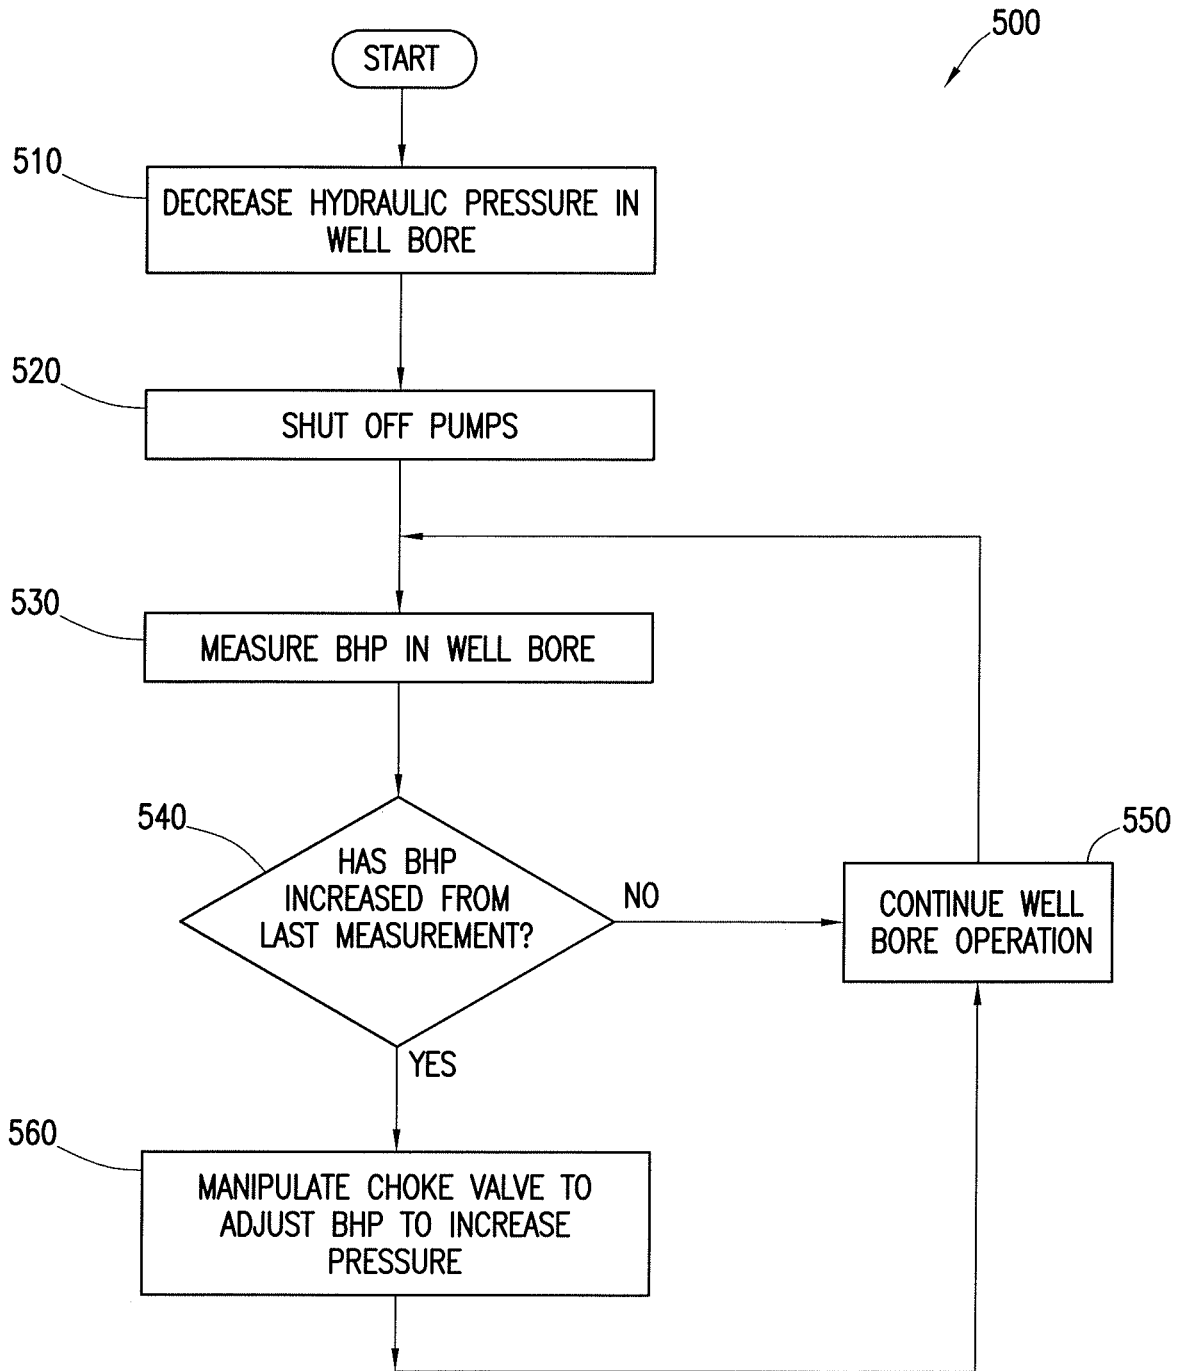 500
START
510
DECREASE HYDRAULIC PRESSURE IN
WELL BORE
520
SHUT OFF PUMPS
530
MEASURE BHP IN WELL BORE
540
HAS BHP
INCREASED FROM
LAST MEASUREMENT?
NO
550
CONTINUE WELL
BORE OPERATION
YES
560
MANIPULATE CHOKE VALVE TO
ADJUST BHP TO INCREASE
PRESSURE